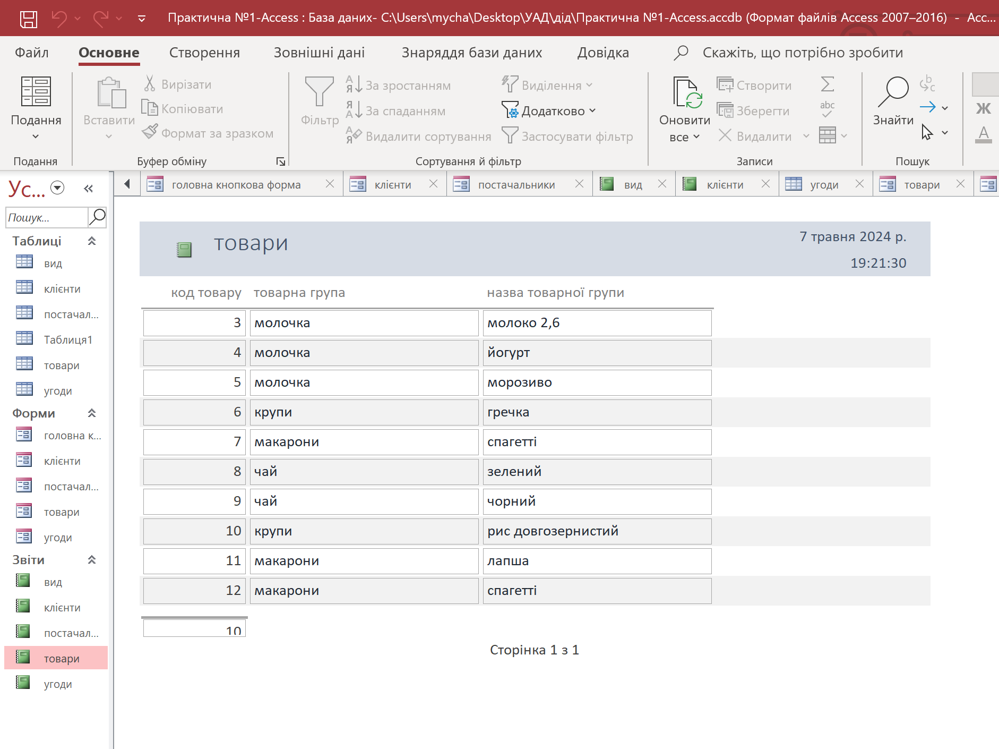 Практична №1-Access : База даних- C:\Users\mycha\Desktop\УАД\дід\Практична №1-Access.accdb (Формат файлів Access 2007–2016) - Acc...
Файл Основне Створення Зовнішні дані Знаряддя бази даних Довідка Скажіть, що потрібно зробити
Подання
Вставити
Вирізати
Копіювати
Формат за зразком
Фільтр
За зростанням
За спаданням
Видалити сортування
Виділення
Додатково
Застосувати фільтр
Оновити
все
Створити
Зберегти
Видалити
abc
Знайти
bc
Ж
А
Подання Буфер обміну Сортування й фільтр Записи Пошук
Ус...
Пошук...
Таблиці
вид
клієнти
постачал...
Таблиця1
товари
угоди
Форми
головна к...
клієнти
постачал...
товари
угоди
Звіти
вид
клієнти
постачал...
товари
угоди
головна кнопкова форма клієнти постачальники вид клієнти угоди товари
товари
7 травня 2024 р.
19:21:30
код товару товарна група назва товарної групи
3 молочка молоко 2,6
4 молочка йогурт
5 молочка морозиво
6 крупи гречка
7 макарони спагетті
8 чай зелений
9 чай чорний
10 крупи рис довгозернистий
11 макарони лапша
12 макарони спагетті
10
Сторінка 1 з 1